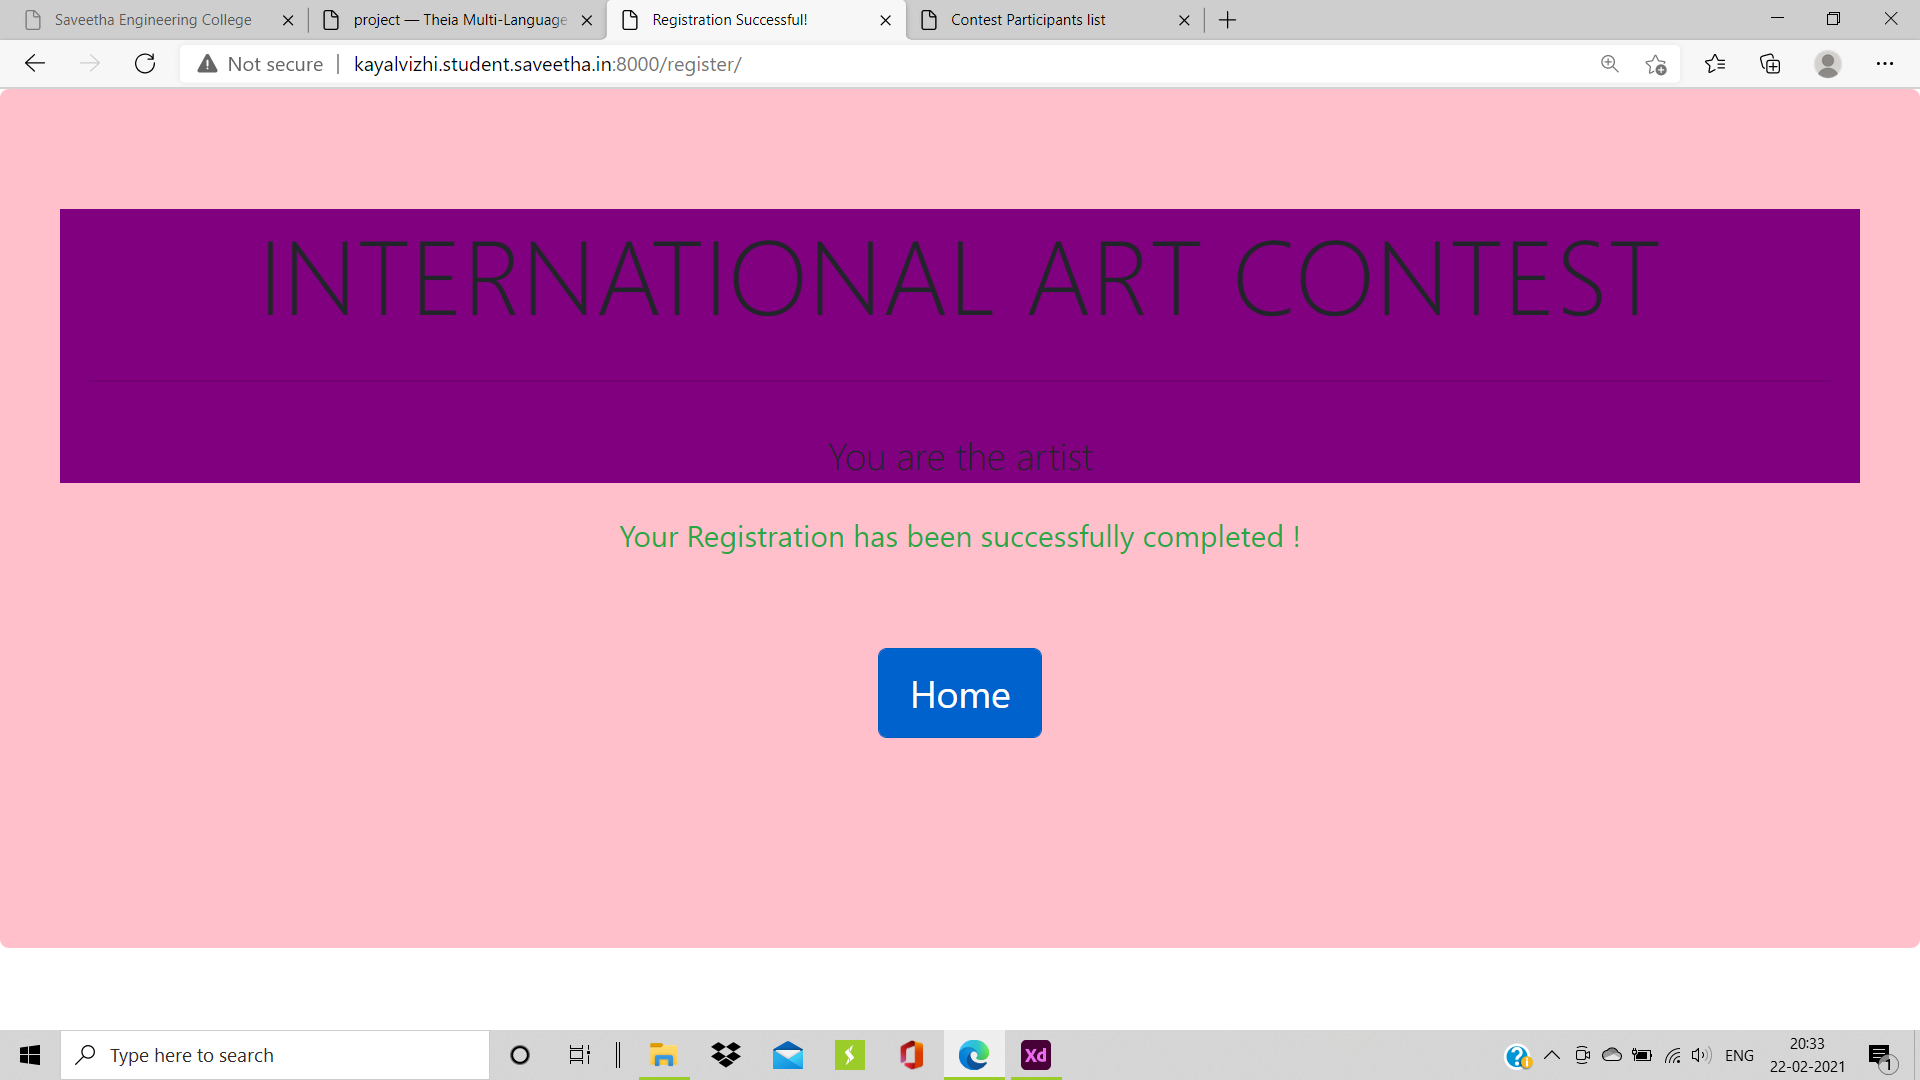 Saveetha Engineering College
project — Theia Multi-Language
Registration Successful!
Contest Participants list
Not secure | kayalvizhi.student.saveetha.in:8000/register/
INTERNATIONAL ART CONTEST
You are the artist
Your Registration has been successfully completed !
Home
Type here to search
Xd
ENG
20:33
22-02-2021
1